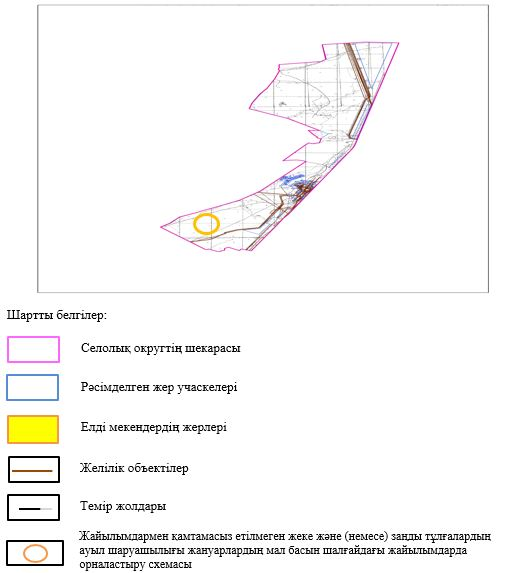 Шартты белгілер:
Селолық округтің шекарасы
Рәсімделген жер учаскелері
Елді мекендердің жерлері
Желілік объектілер
Темір жолдары
Жайылымдармен қамтамасыз етілмеген жеке және (немесе) заңды тұлғалардың
ауыл шаруашылығы жануарлардың мал басын шалғайдағы жайылымдарда
орналастыру схемасы